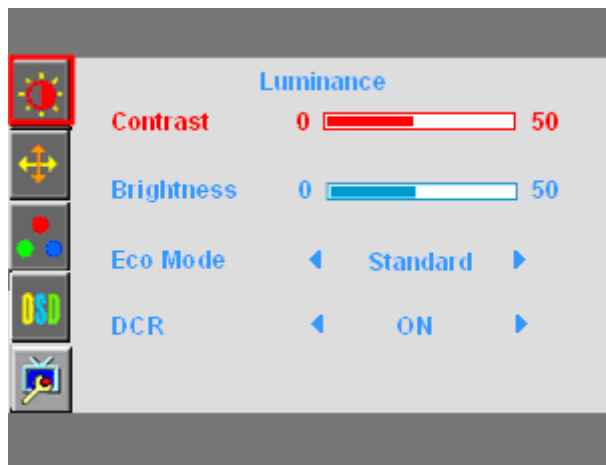 Luminance
Contrast 0 50
Brightness 0 50
Eco Mode Standard
OSD
DCR ON